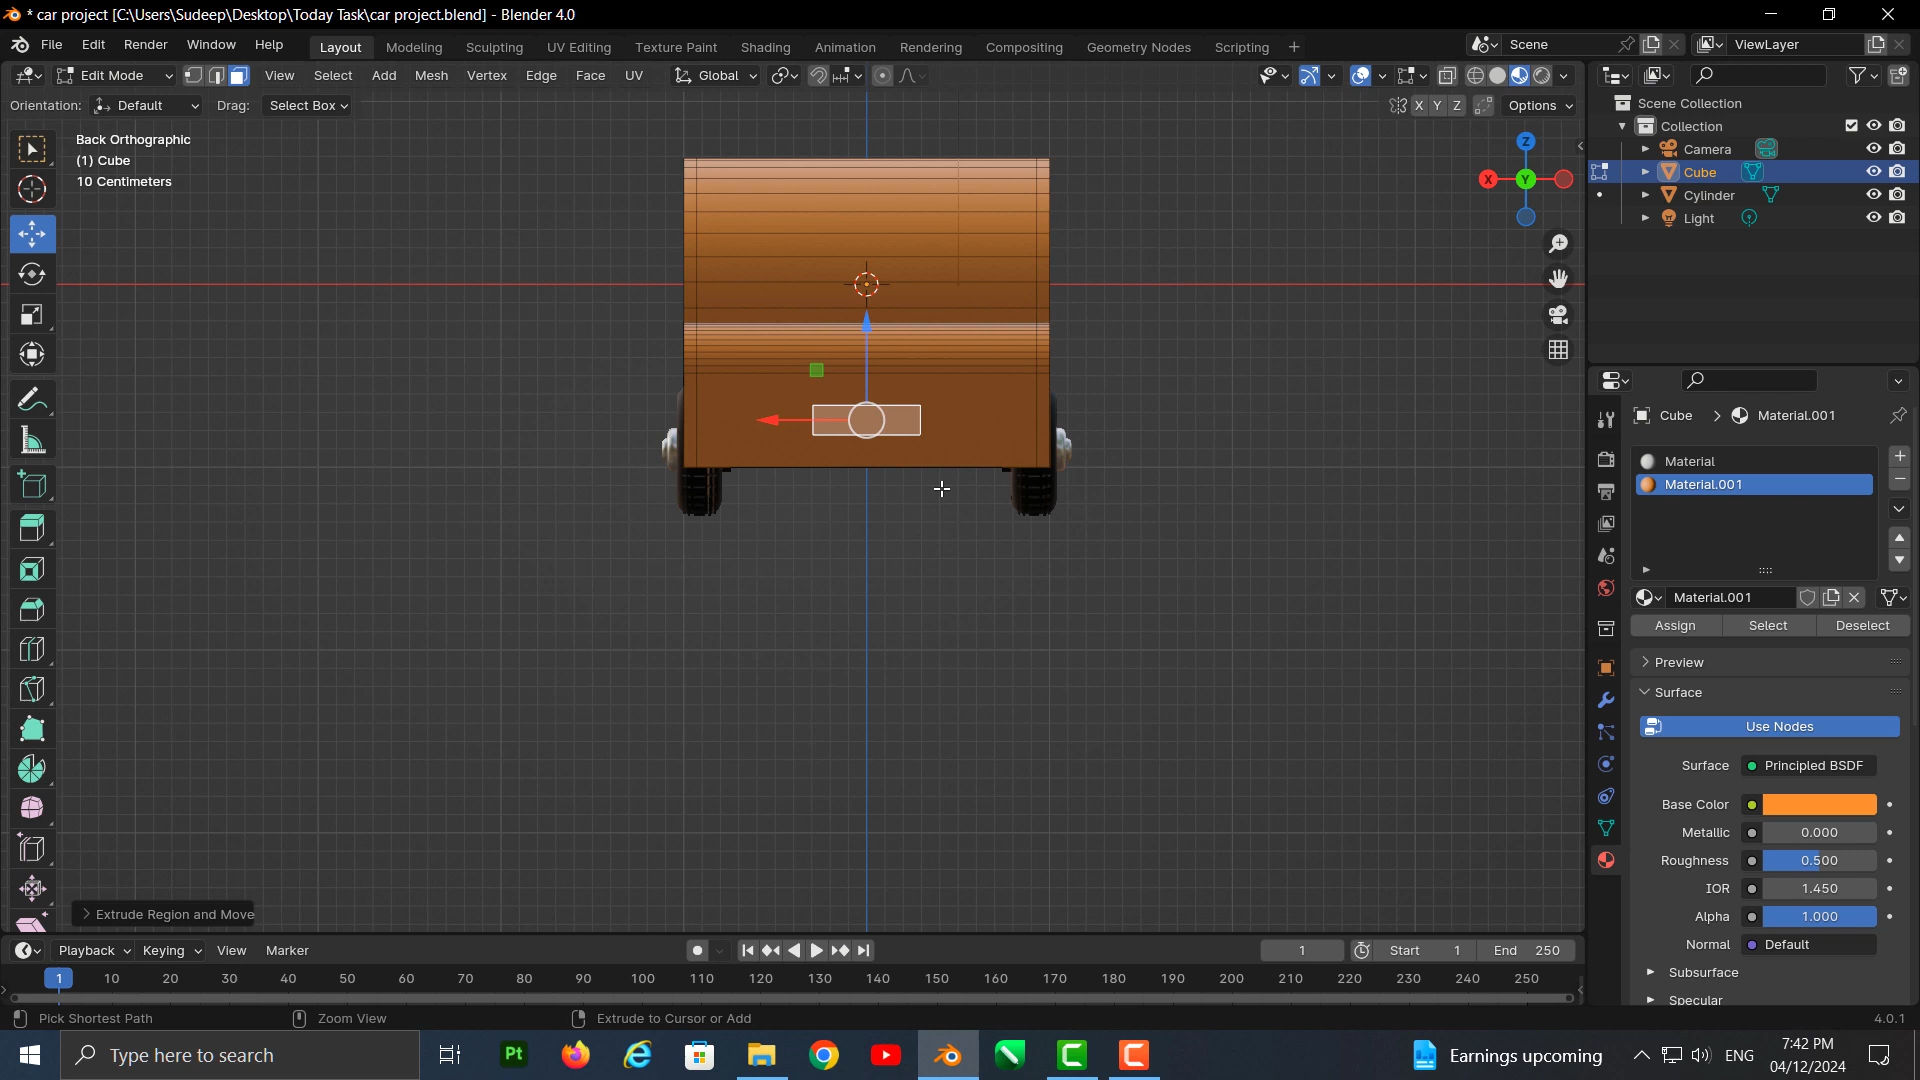 * car project [C:\Users\Sudeep\Desktop\Today Task\car project.blend] - Blender 4.0
File Edit Render Window Help Layout Modeling Sculpting UV Editing Texture Paint Shading Animation Rendering Compositing Geometry Nodes Scripting + Scene ViewLayer
Edit Mode View Select Add Mesh Vertex Edge Face UV Global
Orientation: Default Drag: Select Box X Y Z Options
Back Orthographic
(1) Cube
10 Centimeters
Z
X Y
Scene Collection
Collection
Camera
Cube
Cylinder
Light
Cube > Material.001
Material
Material.001
Material.001
Assign Select Deselect
Preview
Surface
Use Nodes
Surface Principled BSDF
Base Color
Metallic 0.000
Roughness 0.500
IOR 1.450
Alpha 1.000
Normal Default
Subsurface
Specular
Extrude Region and Move
Playback Keying View Marker 1 Start 1 End 250
1 10 20 30 40 50 60 70 80 90 100 110 120 130 140 150 160 170 180 190 200 210 220 230 240 250
Pick Shortest Path Zoom View Extrude to Cursor or Add 4.0.1
Type here to search Pt Earnings upcoming ENG 7:42 PM
04/12/2024